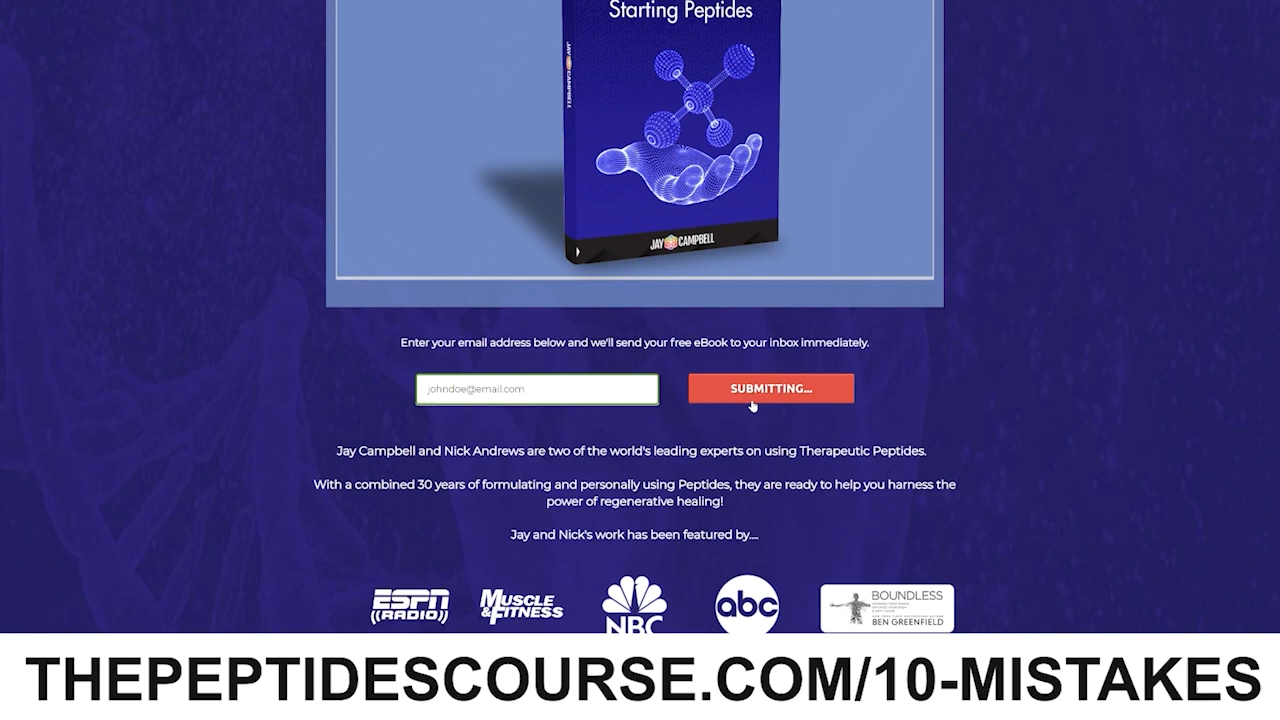 Starting Peptides
JAY CAMPBELL
JAY CAMPBELL
Enter your email address below and we'll send your free eBook to your inbox immediately.
johndoe@email.com
SUBMITTING...
Jay Campbell and Nick Andrews are two of the world's leading experts on using Therapeutic Peptides.
With a combined 30 years of formulating and personally using Peptides, they are ready to help you harness the
power of regenerative healing!
Jay and Nick's work has been featured by....
ESPN
((RADIO))
MUSCLE
&FITNESS
NBC
abc
BOUNDLESS
BEN GREENFIELD
THEPEPTIDESCOURSE.COM/10-MISTAKES